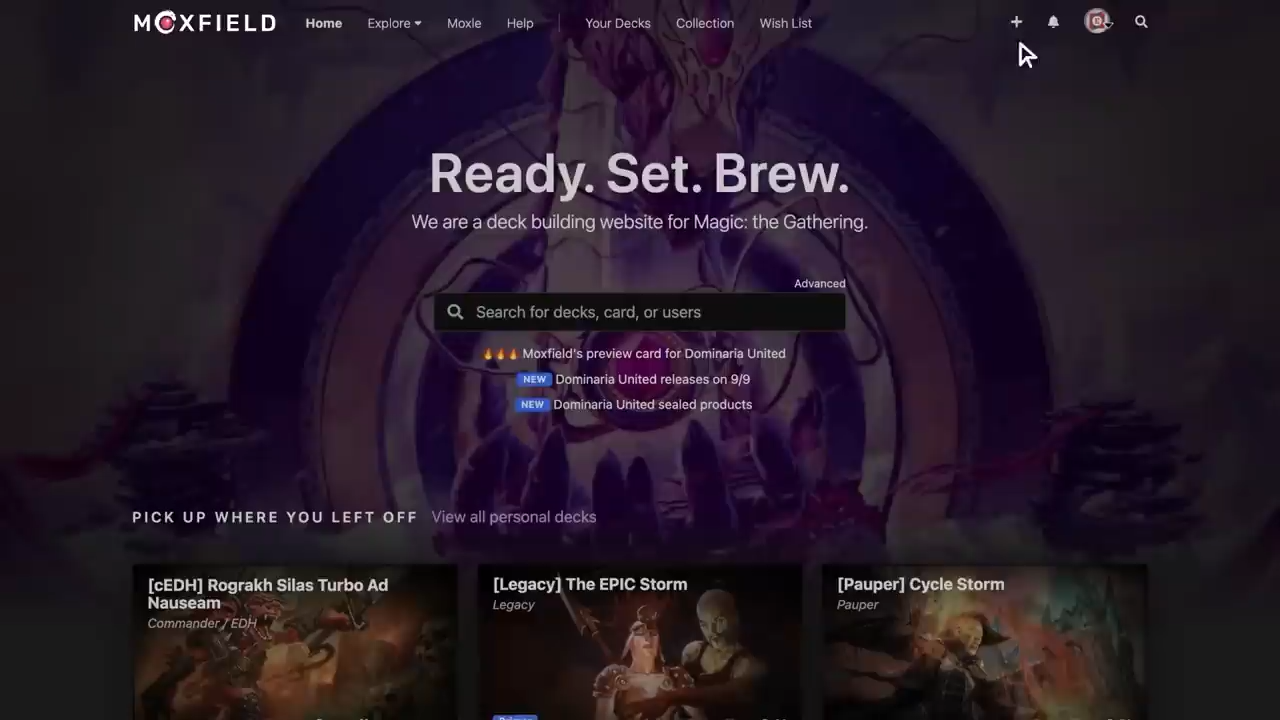 MOXFIELD Home Explore Moxie Help Your Decks Collection Wish List
Ready. Set. Brew.
We are a deck building website for Magic: the Gathering.
Advanced
Search for decks, card, or users
🔥🔥🔥 Moxfield's preview card for Dominaria United
NEW Dominaria United releases on 9/9
NEW Dominaria United sealed products
PICK UP WHERE YOU LEFT OFF View all personal decks
[cEDH] Rograkh Silas Turbo Ad
Nauseam
Commander / EDH
[Legacy] The EPIC Storm
Legacy
[Pauper] Cycle Storm
Pauper